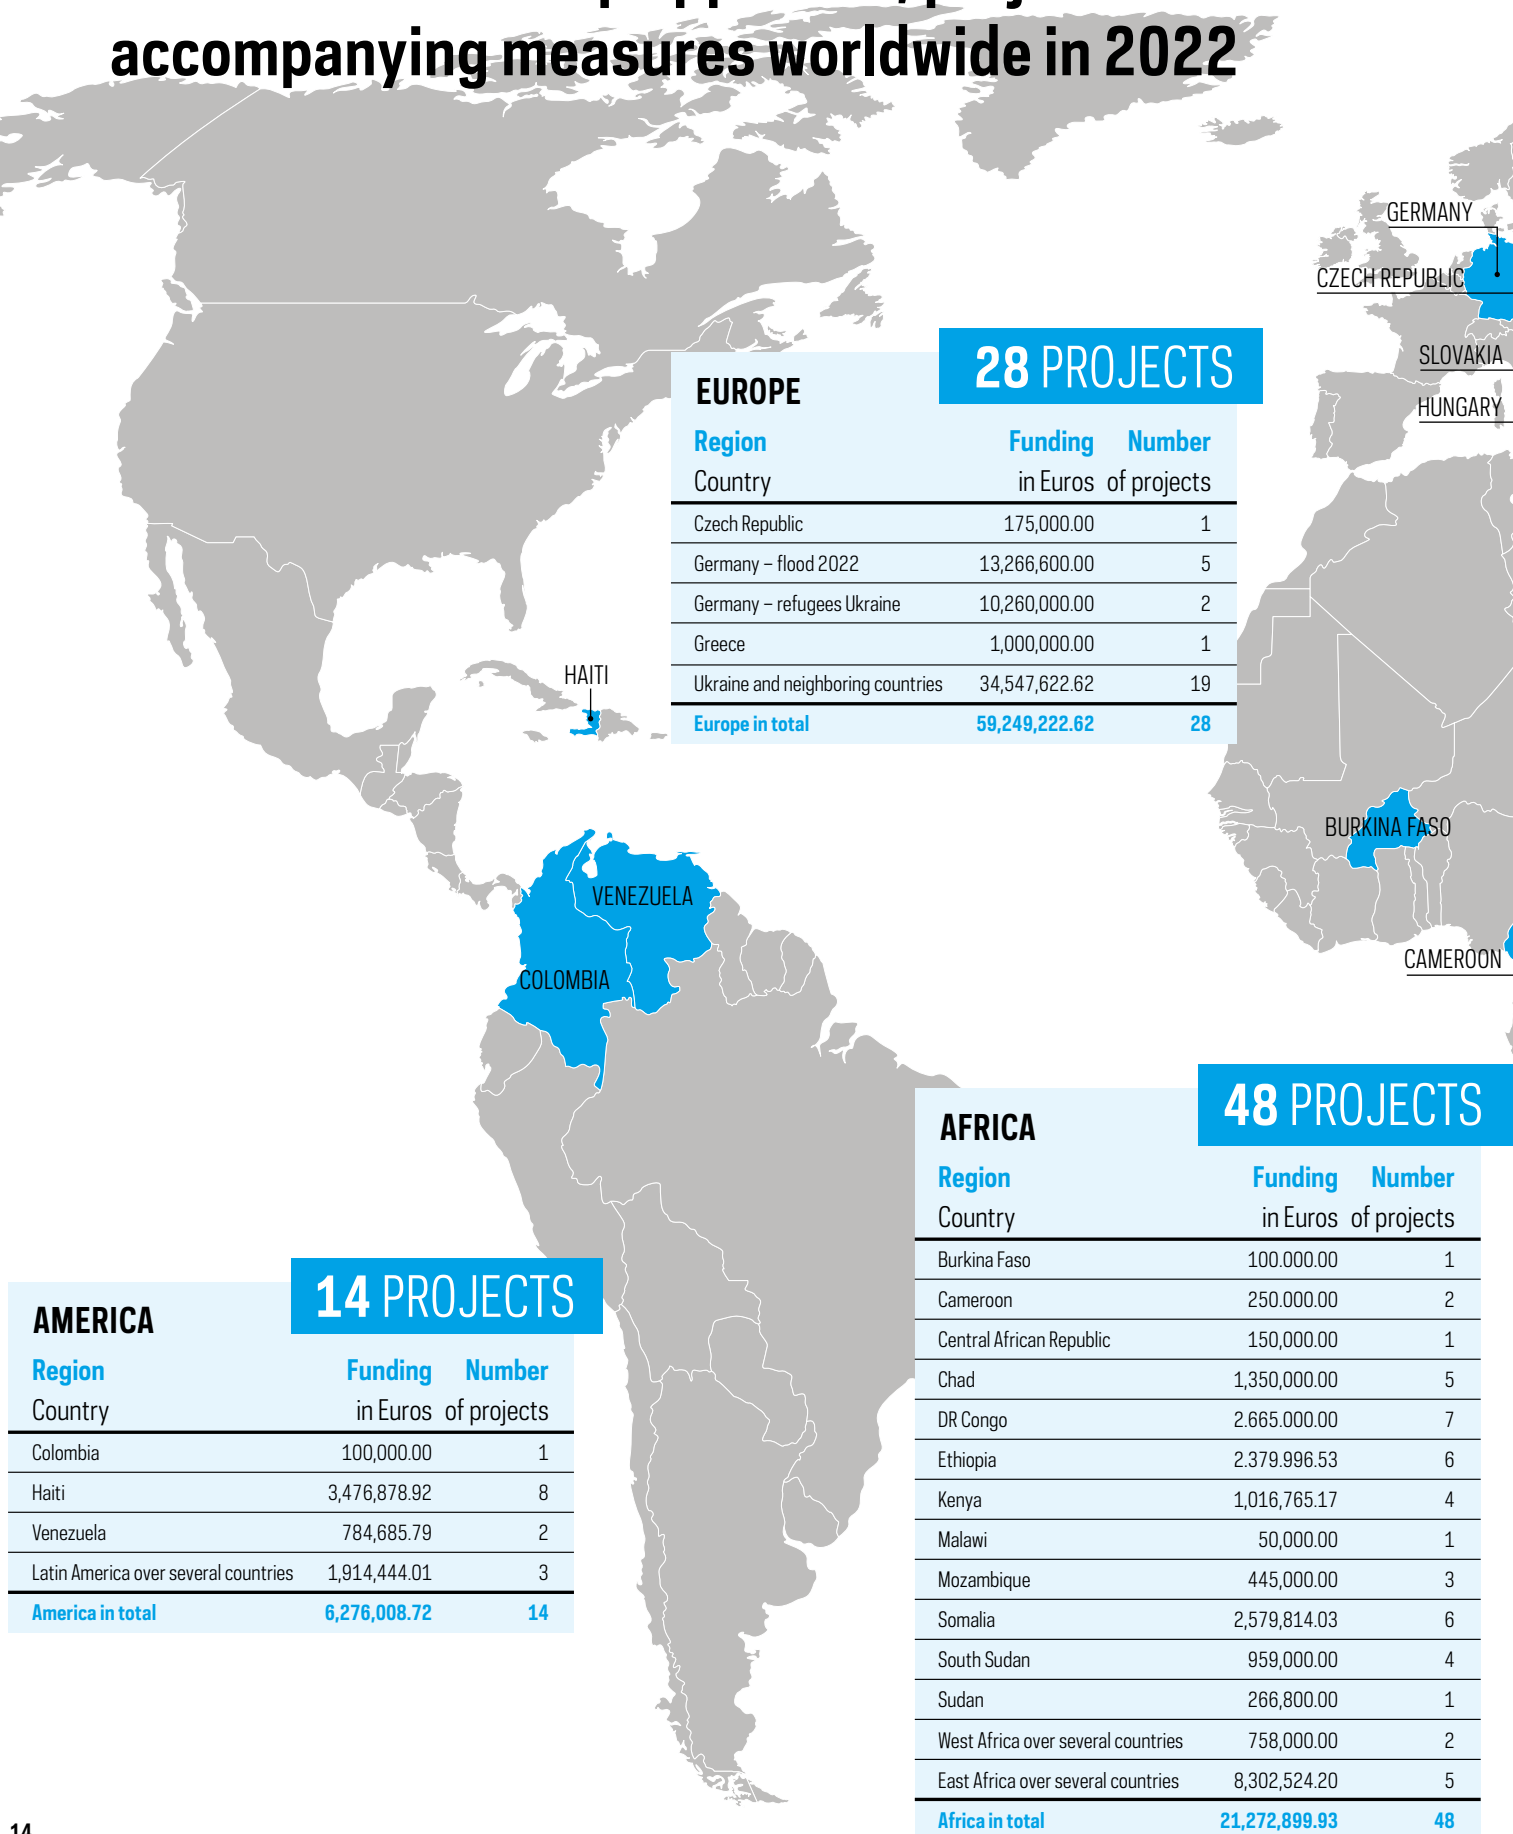 accompanying measures worldwide in 2022
GERMANY
CZECH REPUBLIC
SLOVAKIA
HUNGARY
28 PROJECTS
EUROPE
Region Funding Number
Country in Euros of projects
Czech Republic 175,000.00 1
Germany – flood 2022 13,266,600.00 5
Germany – refugees Ukraine 10,260,000.00 2
Greece 1,000,000.00 1
Ukraine and neighboring countries 34,547,622.62 19
Europe in total 59,249,222.62 28
HAITI
BURKINA FASO
VENEZUELA
COLOMBIA
CAMEROON
48 PROJECTS
AFRICA
Region Funding Number
Country in Euros of projects
Burkina Faso 100.000.00 1
Cameroon 250.000.00 2
Central African Republic 150,000.00 1
Chad 1,350,000.00 5
DR Congo 2.665.000.00 7
Ethiopia 2.379.996.53 6
Kenya 1,016,765.17 4
Malawi 50,000.00 1
Mozambique 445,000.00 3
Somalia 2,579,814.03 6
South Sudan 959,000.00 4
Sudan 266,800.00 1
West Africa over several countries 758,000.00 2
East Africa over several countries 8,302,524.20 5
Africa in total 21,272,899.93 48
14 PROJECTS
AMERICA
Region Funding Number
Country in Euros of projects
Colombia 100,000.00 1
Haiti 3,476,878.92 8
Venezuela 784,685.79 2
Latin America over several countries 1,914,444.01 3
America in total 6,276,008.72 14
14